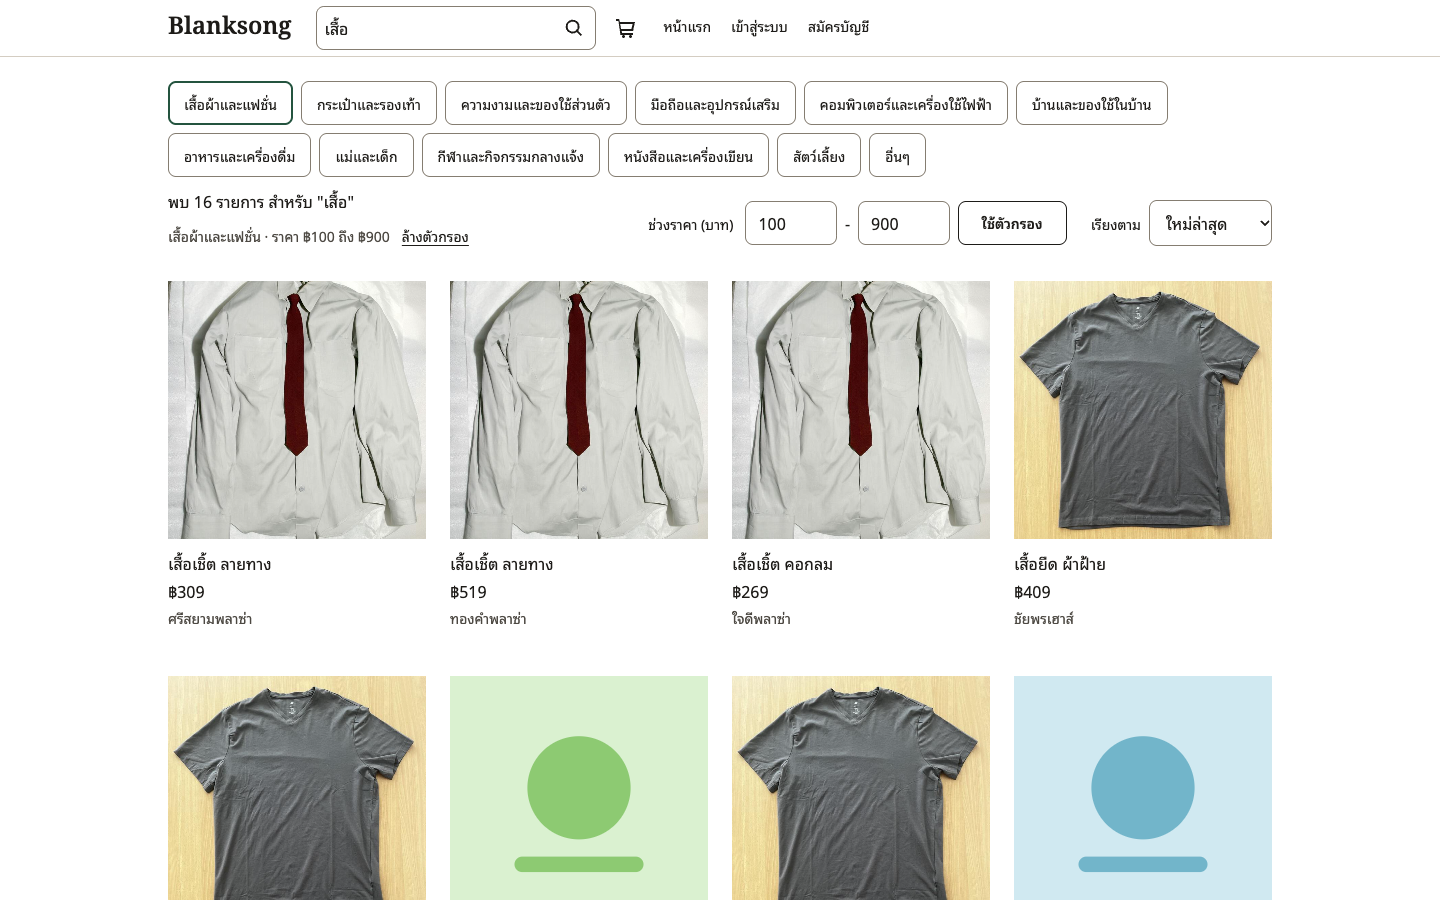 Blanksong
เสื้อ
หน้าแรก
เข้าสู่ระบบ
สมัครบัญชี
เสื้อผ้าและแฟชั่น
กระเป๋าและรองเท้า
ความงามและของใช้ส่วนตัว
มือถือและอุปกรณ์เสริม
คอมพิวเตอร์และเครื่องใช้ไฟฟ้า
บ้านและของใช้ในบ้าน
อาหารและเครื่องดื่ม
แม่และเด็ก
กีฬาและกิจกรรมกลางแจ้ง
หนังสือและเครื่องเขียน
สัตว์เลี้ยง
อื่นๆ
พบ 16 รายการ สำหรับ "เสื้อ"
เสื้อผ้าและแฟชั่น · ราคา ฿100 ถึง ฿900 ล้างตัวกรอง
ช่วงราคา (บาท) 100 - 900 ใช้ตัวกรอง
เรียงตาม ใหม่ล่าสุด
เสื้อเชิ้ต ลายทาง
฿309
ศรีสยามพลาซ่า
เสื้อเชิ้ต ลายทาง
฿519
ทองคำพลาซ่า
เสื้อเชิ้ต คอกลม
฿269
ใจดีพลาซ่า
เสื้อยืด ผ้าฝ้าย
฿409
ชัยพรเฮาส์